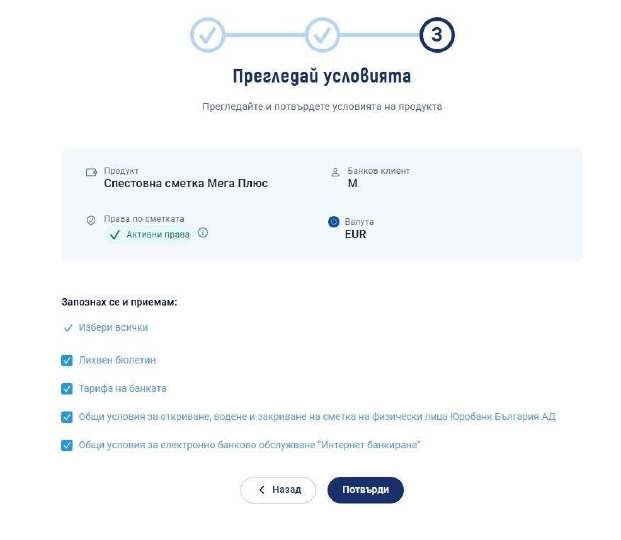 3
Прегледай условията
Прегледайте и потвърдете условията на продукта
Продукт
Спестовна сметка Мега Плюс
Банков клиент
М.
Права по сметката
Активни права
Валута
EUR
Запознах се и приемам:
Избери всички
Лихвен бюлетин
Тарифа на банката
Общи условия за откриване, водене и закриване на сметка на физически лица Юробанк България АД
Общи условия за електронно банково обслужване "Интернет банкиране"
Назад
Потвърди